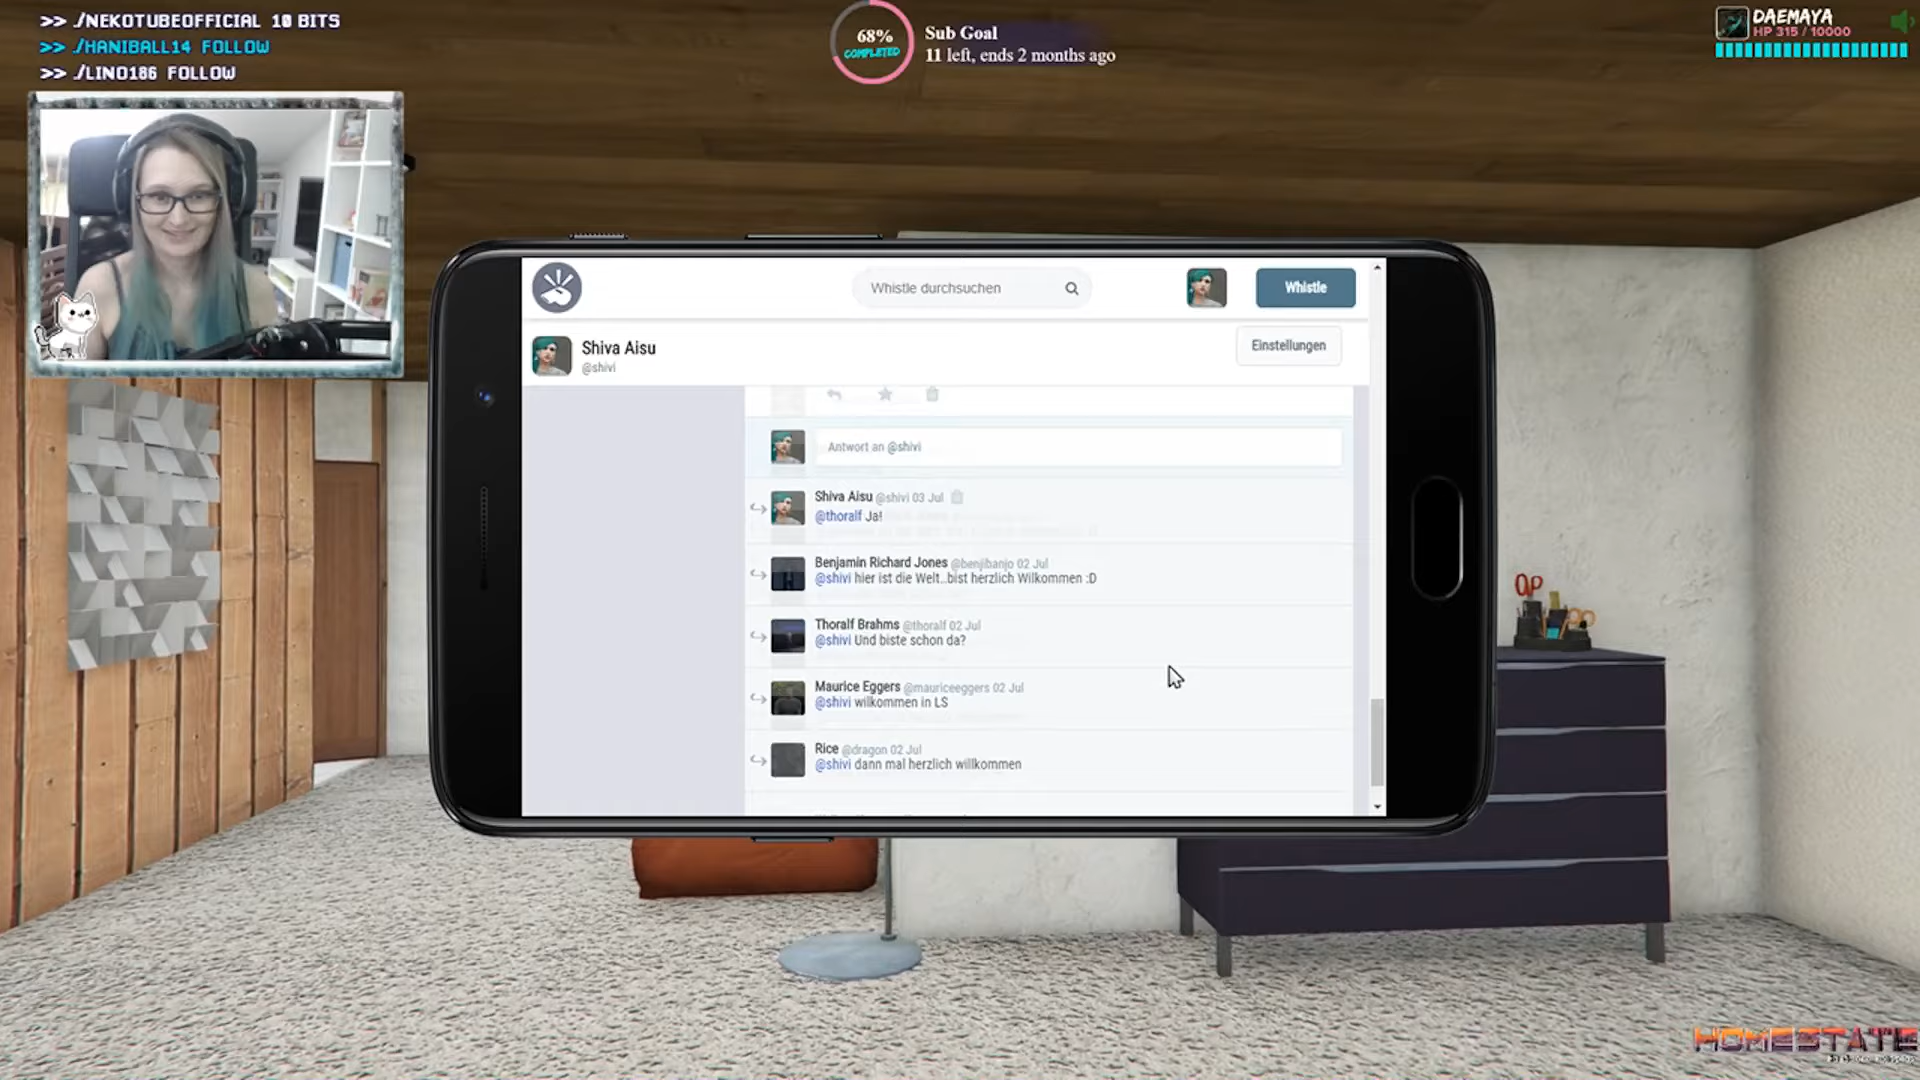 >> ./NEKOTUBEOFFICIAL 10 BITS
>> ./HANIBALL14 FOLLOW
>> ./LINO186 FOLLOW
68%
COMPLETED
Sub Goal
11 left, ends 2 months ago
DAEMAYA
HP 315 / 10000
Whistle durchsuchen
Whistle
Shiva Aisu
@shivi
Einstellungen
Antwort an @shivi
Shiva Aisu @shivi 03 Jul
@thoralf Ja!
Benjamin Richard Jones @benjibanjo 02 Jul
@shivi hier ist die Welt..bist herzlich Wilkommen :D
Thoralf Brahms @thoralf 02 Jul
@shivi Und biste schon da?
Maurice Eggers @mauriceeggers 02 Jul
@shivi wilkommen in LS
Rice @dragon 02 Jul
@shivi dann mal herzlich willkommen
HOMESTATE